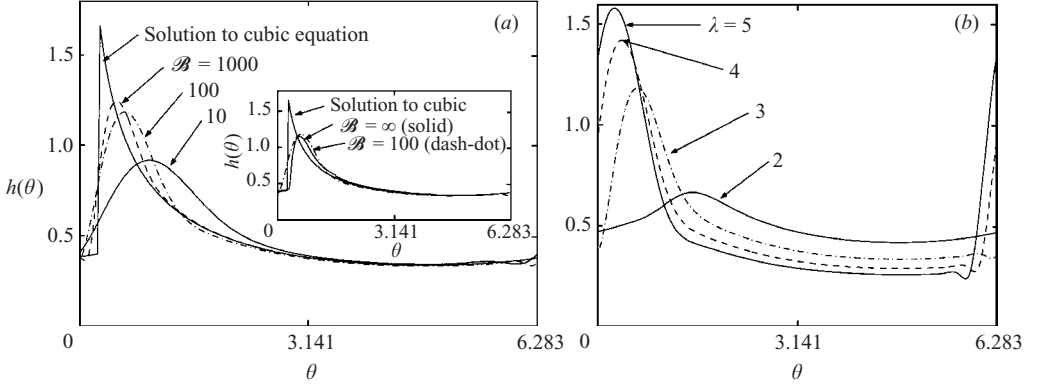 (a)
1.5
1.0
0.5
0
3.141
6.283
h(θ)
θ
Solution to cubic equation
ℬ = 1000
100
10
1.5
1.0
0.5
0
3.141
6.283
h(θ)
θ
Solution to cubic
ℬ = ∞ (solid)
ℬ = 100 (dash-dot)
(b)
1.5
1.0
0.5
0
3.141
6.283
θ
λ = 5
4
3
2